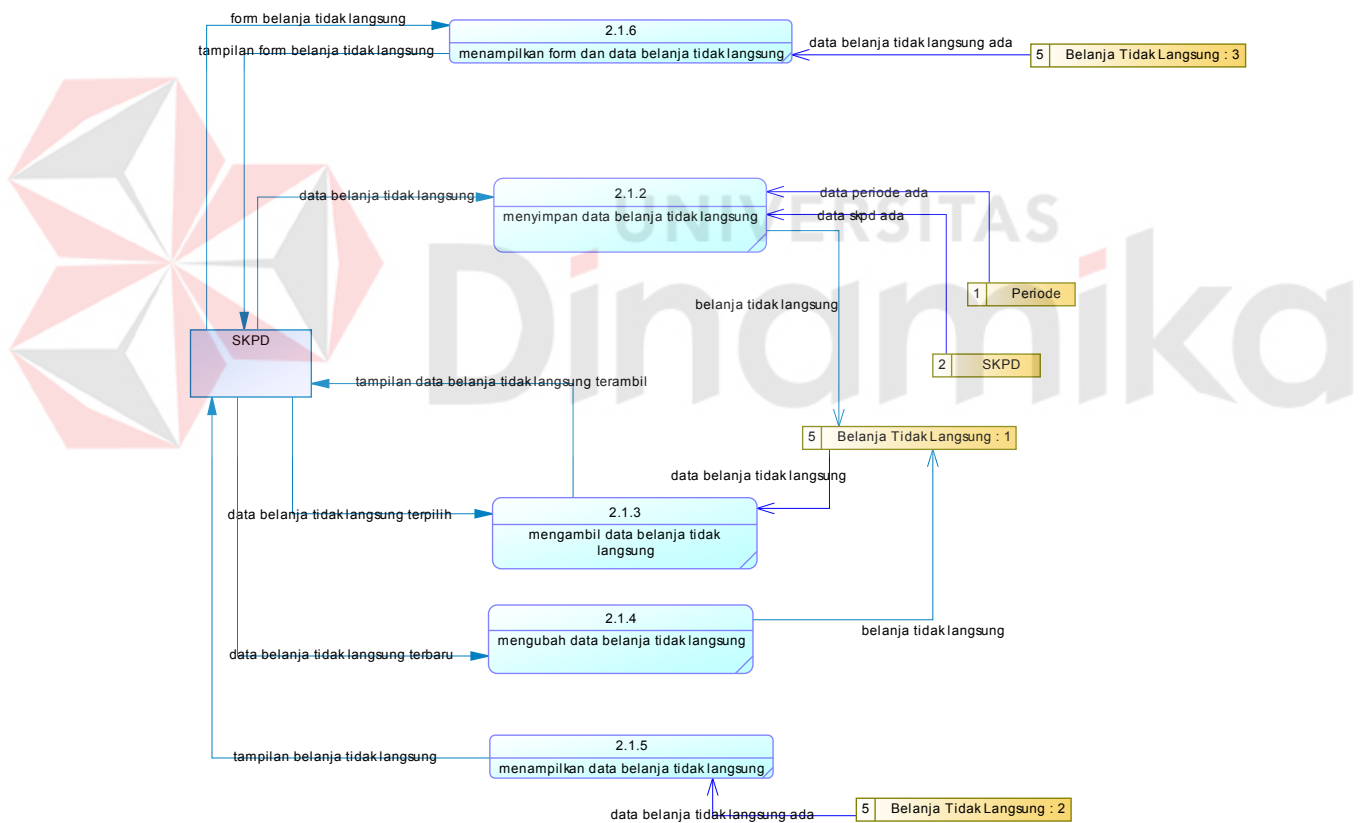 form belanja tidak langsung
2.1.6
tampilan form belanja tidak langsung
menampilkan form dan data belanja tidak langsung
data belanja tidak langsung ada
5 Belanja Tidak Langsung : 3
data belanja tidak langsung
2.1.2
menyimpan data belanja tidak langsung
data periode ada
data skpd ada
UNIVERSITAS
Dinamika
1 Periode
belanja tidak langsung
SKPD
2 SKPD
tampilan data belanja tidak langsung terambil
5 Belanja Tidak Langsung : 1
data belanja tidak langsung
data belanja tidak langsung terpilih
2.1.3
mengambil data belanja tidak
langsung
2.1.4
mengubah data belanja tidak langsung
belanja tidak langsung
data belanja tidak langsung terbaru
2.1.5
tampilan belanja tidak langsung
menampilkan data belanja tidak langsung
data belanja tidak langsung ada
5 Belanja Tidak Langsung : 2